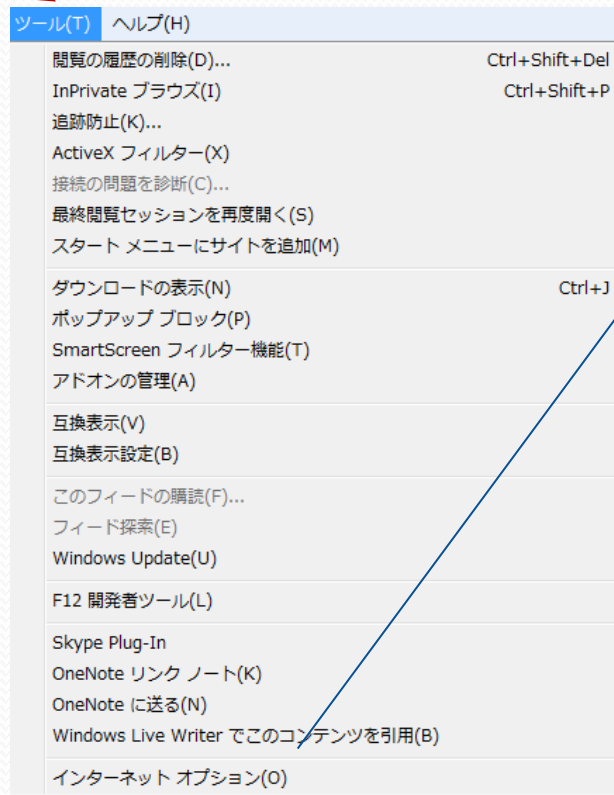 ツール(T) ヘルプ(H)
閲覧の履歴の削除(D)... Ctrl+Shift+Del
InPrivate ブラウズ(I) Ctrl+Shift+P
追跡防止(K)...
ActiveX フィルター(X)
接続の問題を診断(C)...
最終閲覧セッションを再度開く(S)
スタート メニューにサイトを追加(M)
ダウンロードの表示(N) Ctrl+J
ポップアップ ブロック(P)
SmartScreen フィルター機能(T)
アドオンの管理(A)
互換表示(V)
互換表示設定(B)
このフィードの購読(F)...
フィード探索(E)
Windows Update(U)
F12 開発者ツール(L)
Skype Plug-In
OneNote リンク ノート(K)
OneNote に送る(N)
Windows Live Writer でこのコンテンツを引用(B)
インターネット オプション(O)